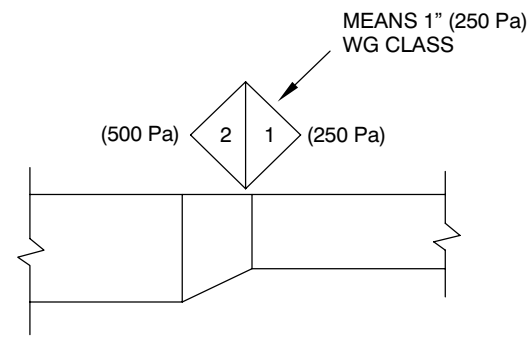 MEANS 1” (250 Pa)
WG CLASS
(500 Pa) 2 1 (250 Pa)